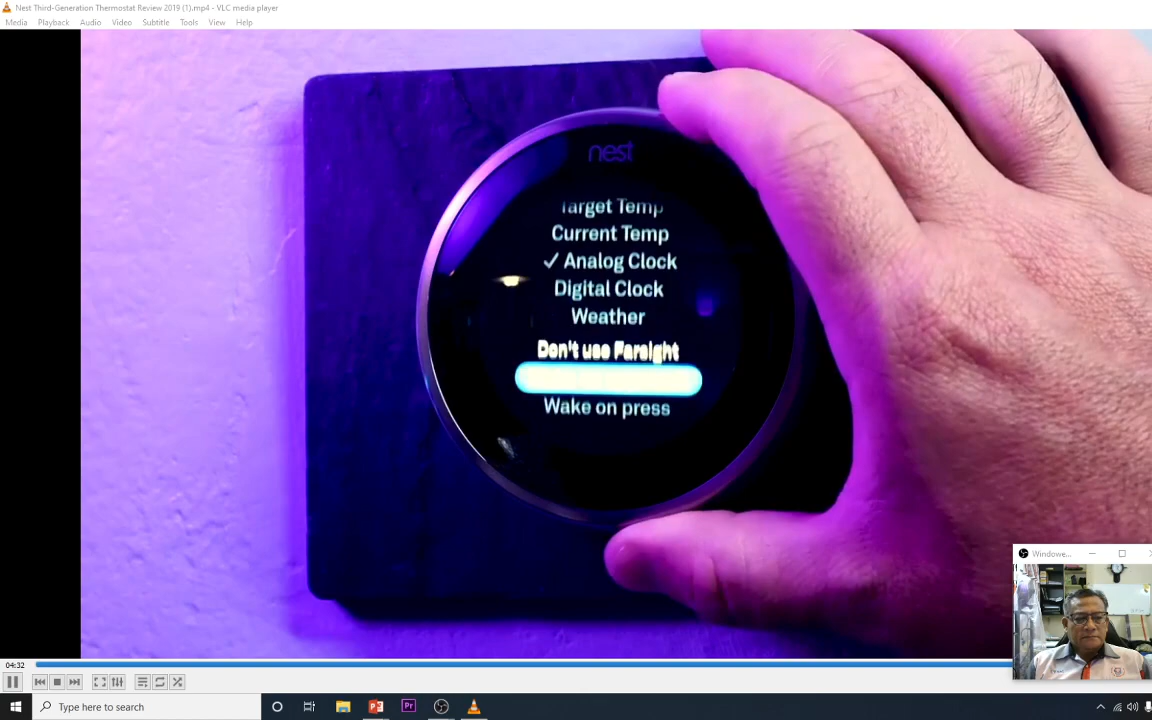 Nest Third-Generation Thermostat Review 2019 (1).mp4 - VLC media player
Media Playback Audio Video Subtitle Tools View Help
nest
Target Temp
Current Temp
✓ Analog Clock
Digital Clock
Weather
Don't use Farsight
Wake on press
Windowe...
04:32
Type here to search
Pr